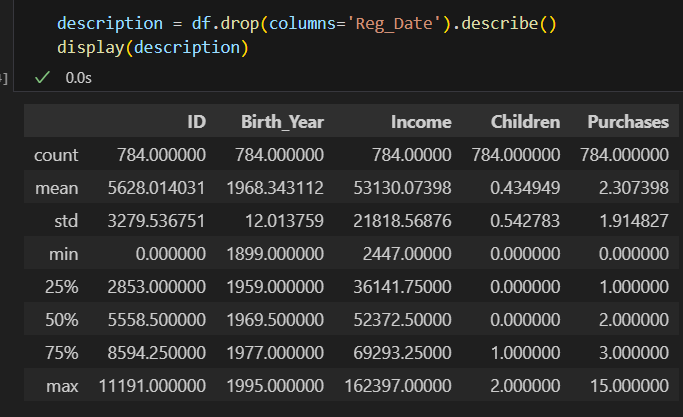 description = df.drop(columns='Reg_Date').describe()
display(description)
4] ✓ 0.0s
ID Birth_Year Income Children Purchases
count 784.000000 784.000000 784.00000 784.000000 784.000000
mean 5628.014031 1968.343112 53130.07398 0.434949 2.307398
std 3279.536751 12.013759 21818.56876 0.542783 1.914827
min 0.000000 1899.000000 2447.00000 0.000000 0.000000
25% 2853.000000 1959.000000 36141.75000 0.000000 1.000000
50% 5558.500000 1969.500000 52372.50000 0.000000 2.000000
75% 8594.250000 1977.000000 69293.25000 1.000000 3.000000
max 11191.000000 1995.000000 162397.00000 2.000000 15.000000